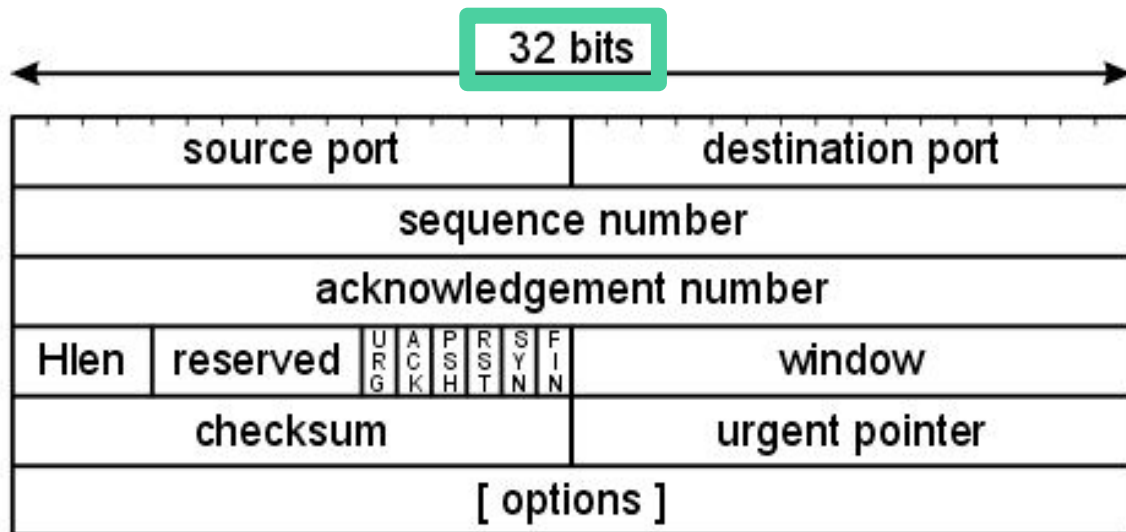 32 bits
source port destination port
sequence number
acknowledgement number
Hlen reserved URG ACK PSH RST SYN FIN window
checksum urgent pointer
[ options ]